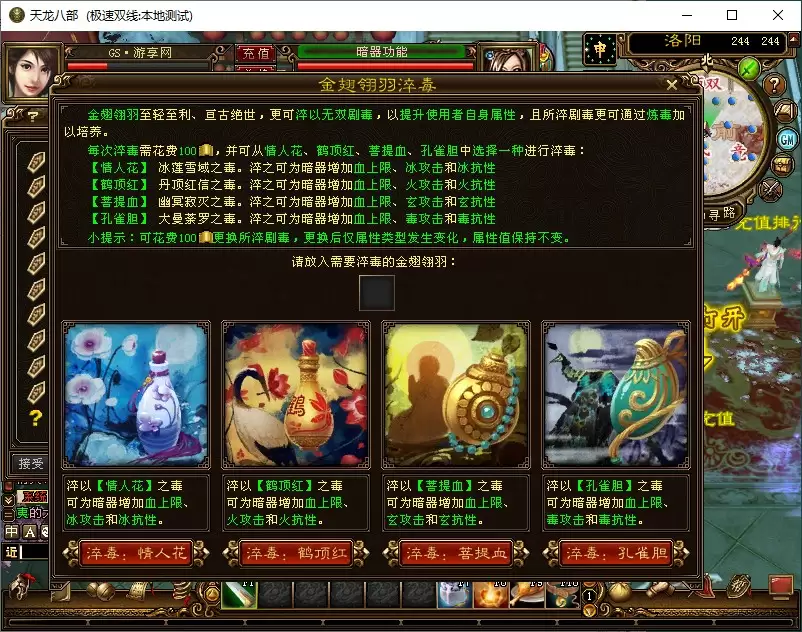 天龙八部 (极速双线:本地测试)
GS·游享网
充值
暗器功能
申
洛阳
244 244
北
双
GM
寻路
充值排
金翅翎羽淬毒
金翅翎羽至轻至利、亘古绝世，更可淬以无双剧毒，以提升使用者自身属性，且所淬剧毒更可通过炼毒加
以培养。
每次淬毒需花费100，并可从情人花、鹤顶红、菩提血、孔雀胆中选择一种进行淬毒：
【情人花】 冰莲雪域之毒。淬之可为暗器增加血上限、冰攻击和冰抗性
【鹤顶红】 丹顶红信之毒。淬之可为暗器增加血上限、火攻击和火抗性
【菩提血】 幽冥寂灭之毒。淬之可为暗器增加血上限、玄攻击和玄抗性
【孔雀胆】 大曼荼罗之毒。淬之可为暗器增加血上限、毒攻击和毒抗性
小提示：可花费100更换所淬剧毒，更换后仅属性类型发生变化，属性值保持不变。
请放入需要淬毒的金翅翎羽：
鹤
淬以【情人花】之毒
可为暗器增加血上限、
冰攻击和冰抗性。
淬以【鹤顶红】之毒
可为暗器增加血上限、
火攻击和火抗性。
淬以【菩提血】之毒
可为暗器增加血上限、
玄攻击和玄抗性。
淬以【孔雀胆】之毒
可为暗器增加血上限、
毒攻击和毒抗性。
淬毒：情人花
淬毒：鹤顶红
淬毒：菩提血
淬毒：孔雀胆
接受
系统
中 A
近
1